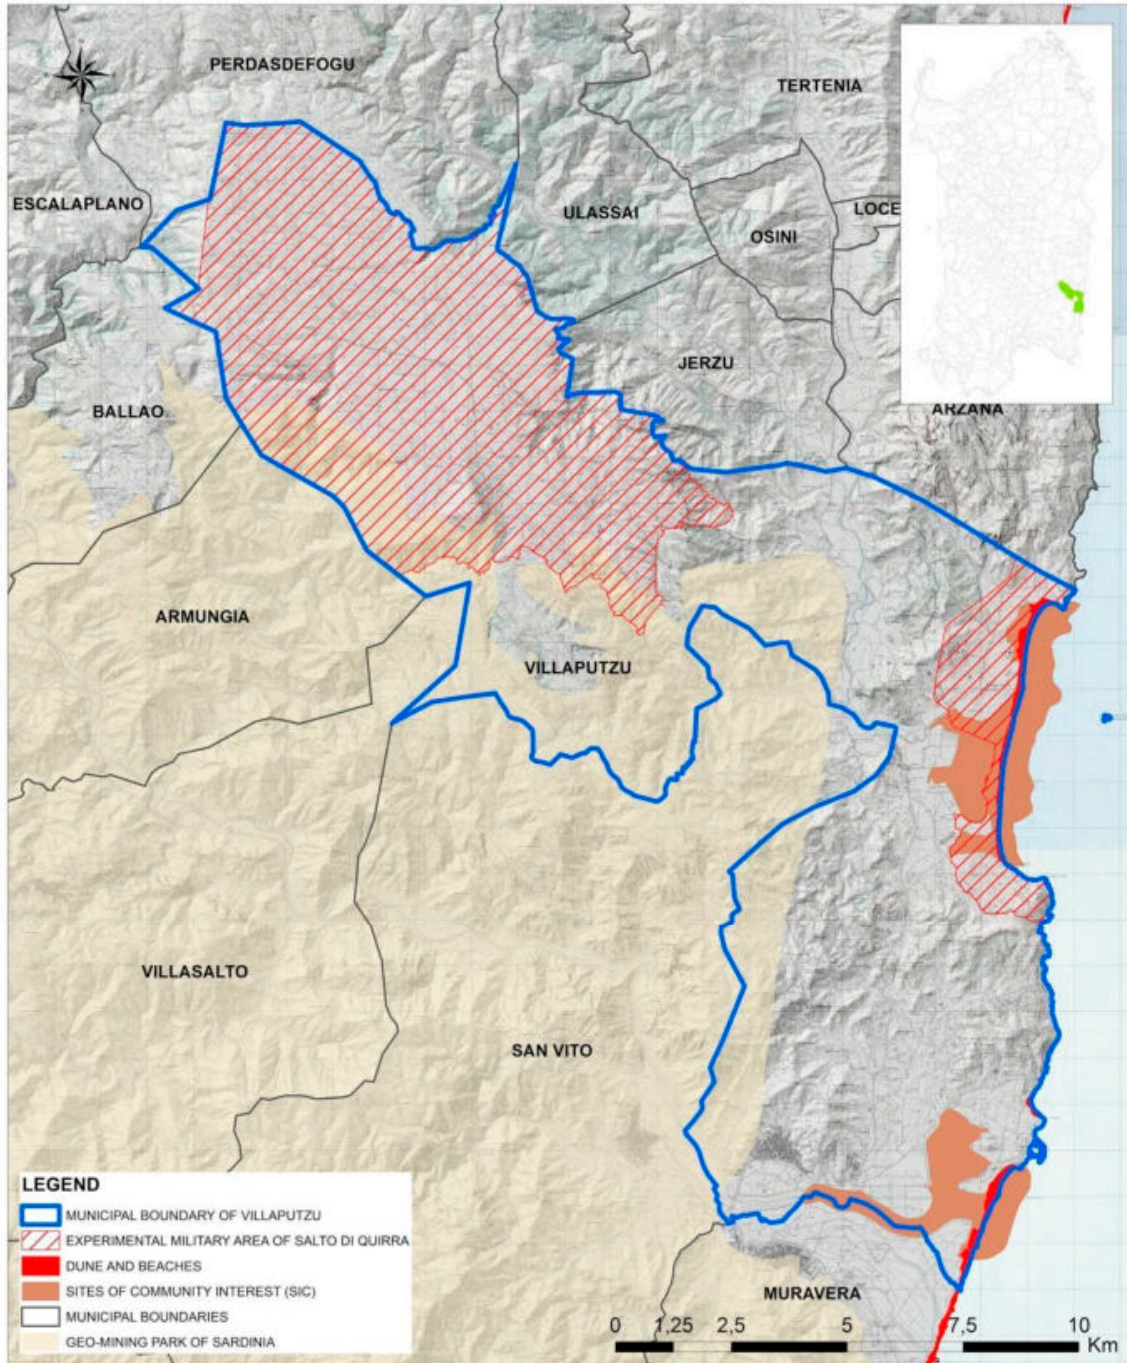 PERDASDEFOGU
TERTENIA
ESCALAPLANO
ULASSAI
LOCE
OSINI
JERZU
BALLAO
ARZANA
ARMUNGIA
VILLAPUTZU
VILLASALTO
SAN VITO
MURAVERA
LEGEND
MUNICIPAL BOUNDARY OF VILLAPUTZU
EXPERIMENTAL MILITARY AREA OF SALTO DI QUIRRA
DUNE AND BEACHES
SITES OF COMMUNITY INTEREST (SIC)
MUNICIPAL BOUNDARIES
GEO-MINING PARK OF SARDINIA
0 1,25 2,5 5 7,5 10
Km